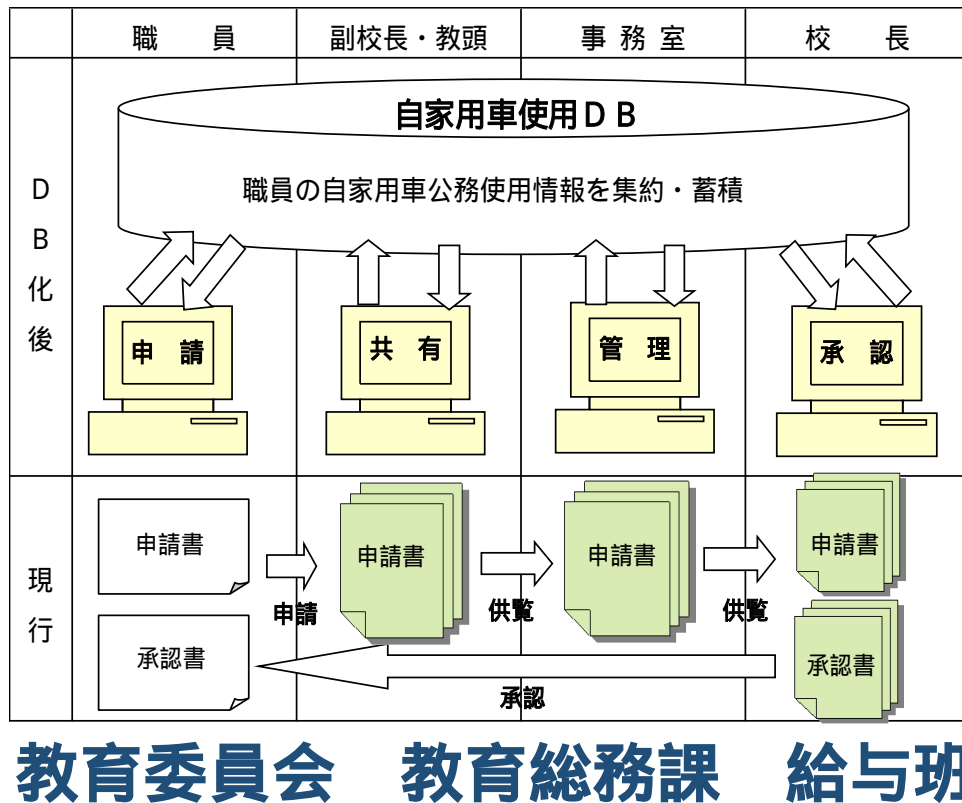 職 員 副校長・教頭 事務室 校 長
DB化後
自家用車使用DB
職員の自家用車公務使用情報を集約・蓄積
申 請 共 有 管 理 承 認
現行
申請書 申請書 申請書 申請書
申請 供覧 供覧
承認書 承認書
承認
教育委員会 教育総務課 給与班